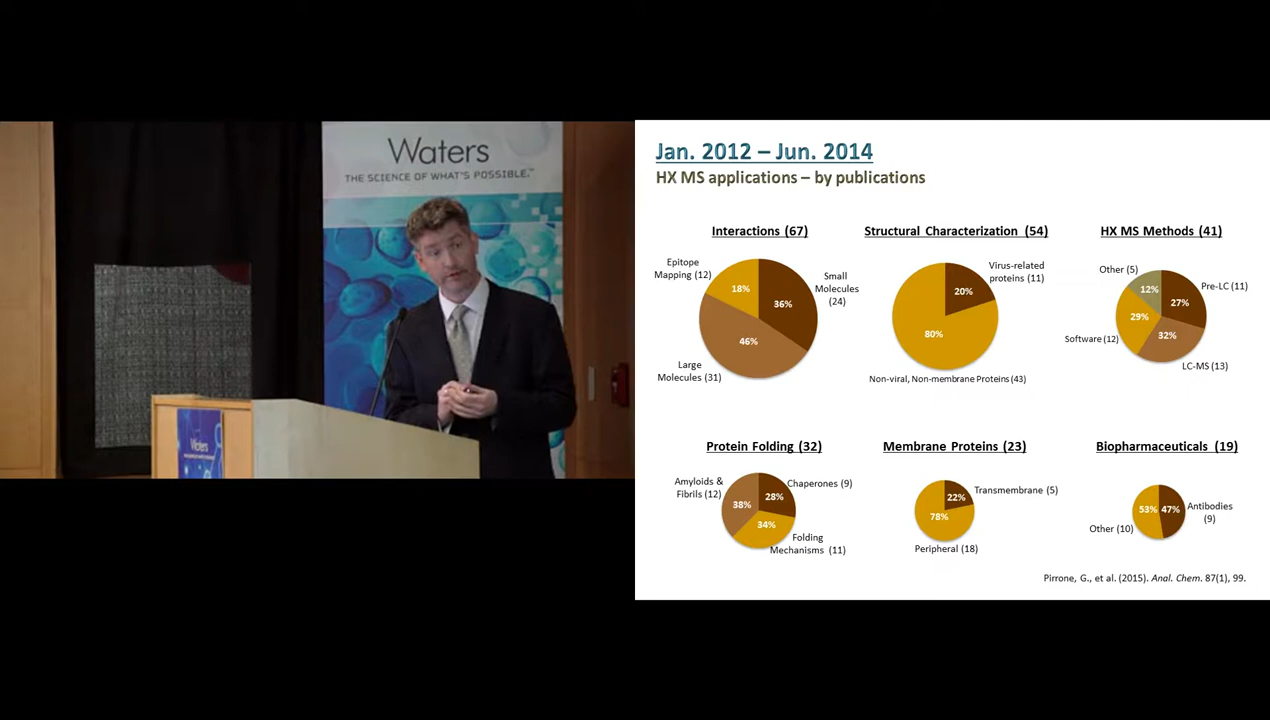 Waters
THE SCIENCE OF WHAT'S POSSIBLE.™
Waters
Jan. 2012 – Jun. 2014
HX MS applications – by publications
Interactions (67)
Epitope
Mapping (12)
18%
36%
46%
Small
Molecules
(24)
Large
Molecules (31)
Structural Characterization (54)
Virus-related
proteins (11)
20%
80%
Non-viral, Non-membrane Proteins (43)
HX MS Methods (41)
Other (5)
12%
27%
Pre-LC (11)
29%
32%
Software (12)
LC-MS (13)
Protein Folding (32)
Amyloids &
Fibrils (12)
38%
28%
34%
Chaperones (9)
Folding
Mechanisms (11)
Membrane Proteins (23)
22%
78%
Transmembrane (5)
Peripheral (18)
Biopharmaceuticals (19)
53%
47%
Antibodies
(9)
Other (10)
Pirrone, G., et al. (2015). Anal. Chem. 87(1), 99.